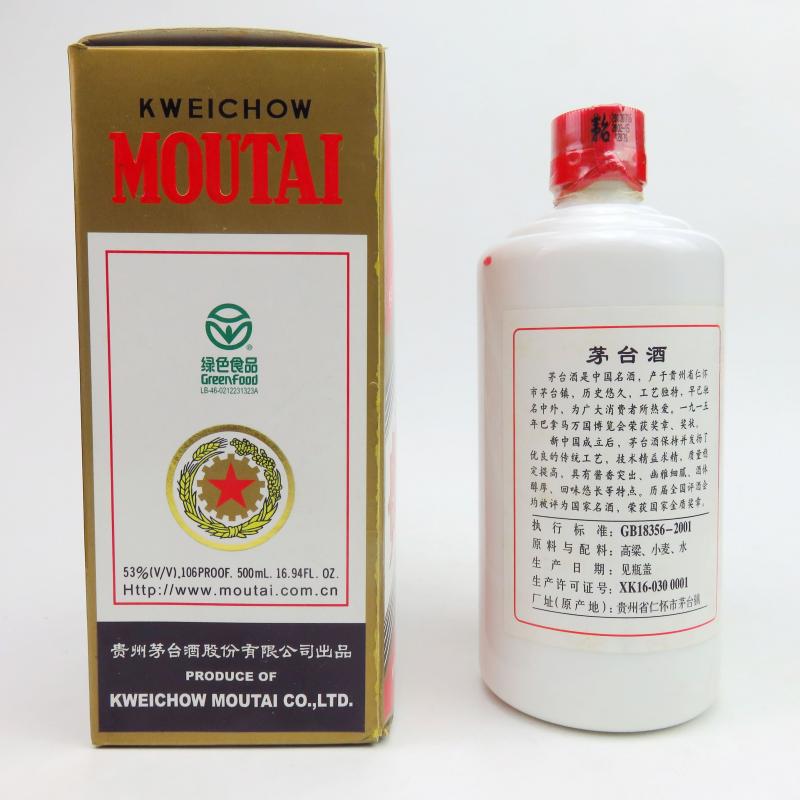 KWEICHOW
MOUTAI
绿色食品
GreenFood
LB-46-0212231323A
53%(V/V).106PROOF. 500mL. 16.94FL. OZ.
Http://www.moutai.com.cn
贵州茅台酒股份有限公司出品
PRODUCE OF
KWEICHOW MOUTAI CO.,LTD.
茅台酒
茅台酒是中国名酒，产于贵州省仁怀
市茅台镇，历史悠久，工艺独特，早已驰
名中外，为广大消费者所热爱。一九一五
年巴拿马万国博览会荣获奖章、奖状。
新中国成立后，茅台酒保持并发扬了
优良的传统工艺，技术精益求精，质量稳
定提高，具有酱香突出、幽雅细腻、酒体
醇厚、回味悠长等特点。历届全国评酒会
均被评为国家名酒，荣获国家金质奖章。
执行标准：GB18356-2001
原料与配料：高粱、小麦、水
生产日期：见瓶盖
生产许可证号：XK16-030 0001
厂址(原产地)：贵州省仁怀市茅台镇